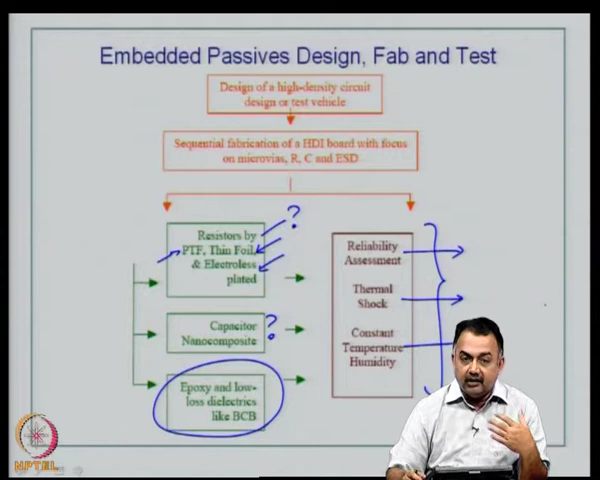 Embedded Passives Design, Fab and Test
Design of a high-density circuit
design or test vehicle
Sequential fabrication of a HDI board with focus
on microvias, R, C and ESD
Resistors by
PTF, Thin Foil,
& Electroless
plated
?
Capacitor
Nanocomposite
?
Epoxy and low-
loss dielectrics
like BCB
Reliability
Assessment
Thermal
Shock
Constant
Temperature
Humidity
NPTEL